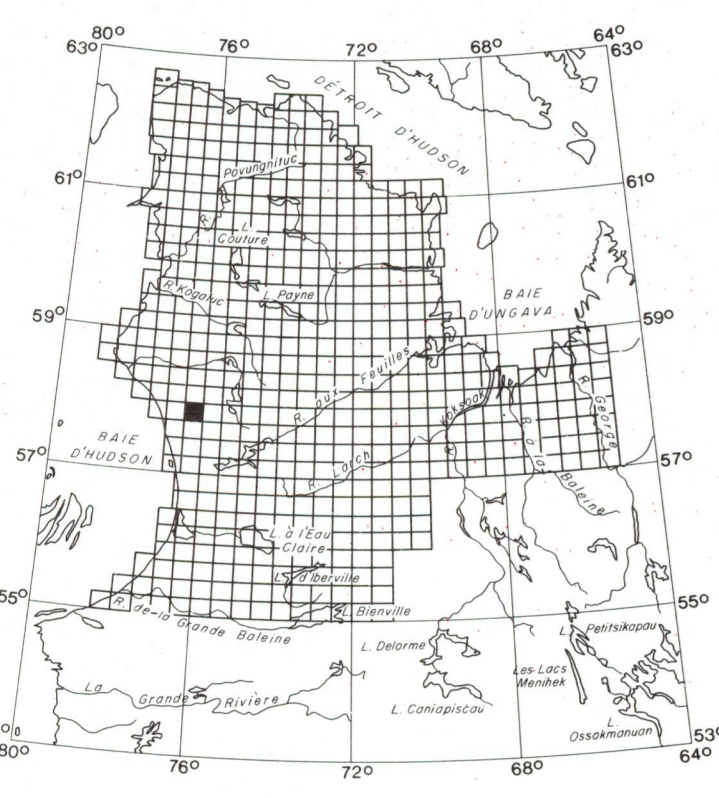 80° 76° 72° 68° 64°
63° 63°
DÉTROIT D'HUDSON
61° 61°
Povungnituc
R.
L.
Couture
R. Kogaluc
L. Payne
BAIE
D'UNGAVA
59° 59°
R. aux Feuilles
Koksoak
R.
R. George
R. à la Baleine
BAIE
D'HUDSON
57° 57°
R. Larch
L. à l'Eau
Claire
L. d'Iberville
55° 55°
R. de-la Grande Baleine
L. Bienville
L. Delorme
L. Petitsikapau
Les Lacs
Menihek
La Grande Rivière
L. Caniapiscau
L.
Ossokmanuan
53°
80° 76° 72° 68° 64°